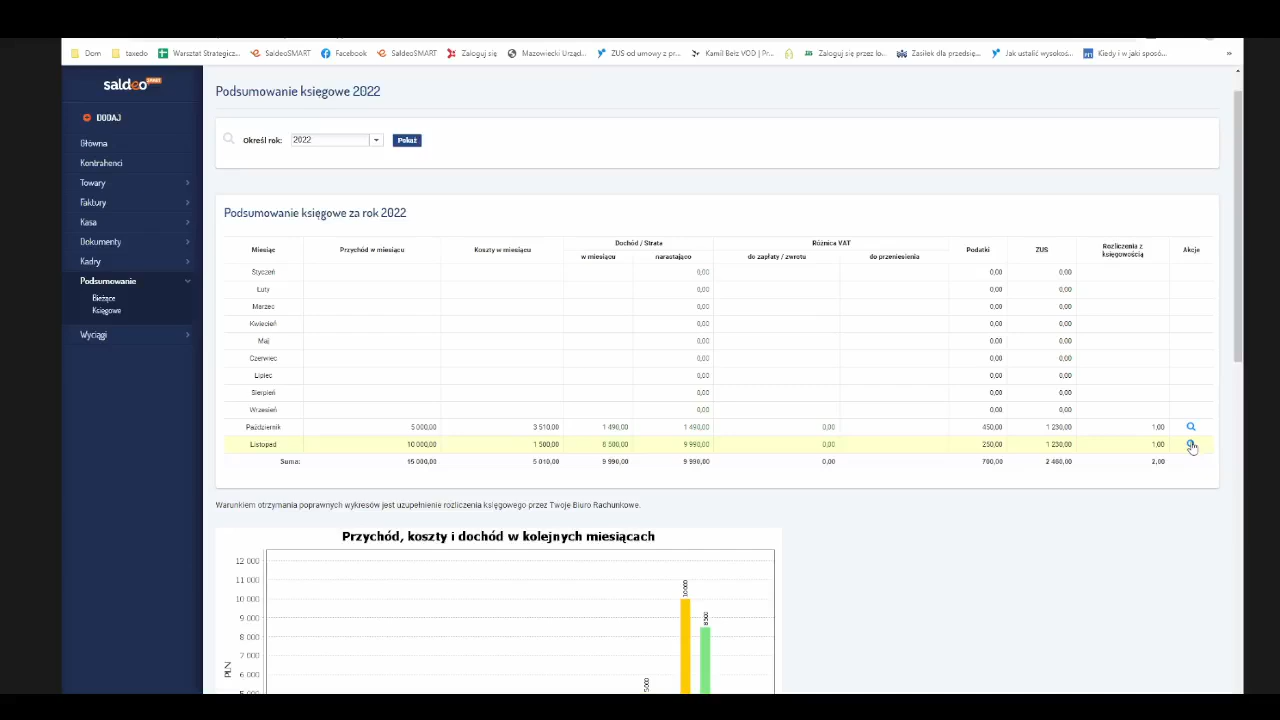 Dom taxedo Warsztat Strategicz... SaldeoSMART Facebook SaldeoSMART Zaloguj się Mazowiecki Urząd... ZUS od umowy z pr... Kamil Beiz VOD | Pr... Zaloguj się przez lo... Zasiłek dla przedsię... Jak ustalić wysokoś... Kiedy i w jaki sposó... »
saldeo SMART
DODAJ
Główna
Kontrahenci
Towary
Faktury
Kasa
Dokumenty
Kadry
Podsumowanie
Bieżące
Księgowe
Wyciągi
Podsumowanie księgowe 2022
Określ rok: 2022 Pokaż
Podsumowanie księgowe za rok 2022
Miesiąc Przychód w miesiącu Koszty w miesiącu Dochód / Strata w miesiącu narastająco Różnica VAT do zapłaty / zwrotu do przeniesienia Podatki ZUS Rozliczenia z księgowością Akcje
Styczeń 0,00 0,00 0,00
Luty 0,00 0,00 0,00
Marzec 0,00 0,00 0,00
Kwiecień 0,00 0,00 0,00
Maj 0,00 0,00 0,00
Czerwiec 0,00 0,00 0,00
Lipiec 0,00 0,00 0,00
Sierpień 0,00 0,00 0,00
Wrzesień 0,00 0,00 0,00
Październik 5 000,00 3 510,00 1 490,00 1 490,00 0,00 450,00 1 230,00 1,00
Listopad 10 000,00 1 500,00 8 500,00 9 990,00 0,00 250,00 1 230,00 1,00
Suma: 15 000,00 5 010,00 9 990,00 9 990,00 0,00 700,00 2 460,00 2,00
Warunkiem otrzymania poprawnych wykresów jest uzupełnienie rozliczenia księgowego przez Twoje Biuro Rachunkowe.
Przychód, koszty i dochód w kolejnych miesiącach
12 000
11 000
10 000
9 000
8 000
7 000
6 000
PLN
10 000
8 500
5 000